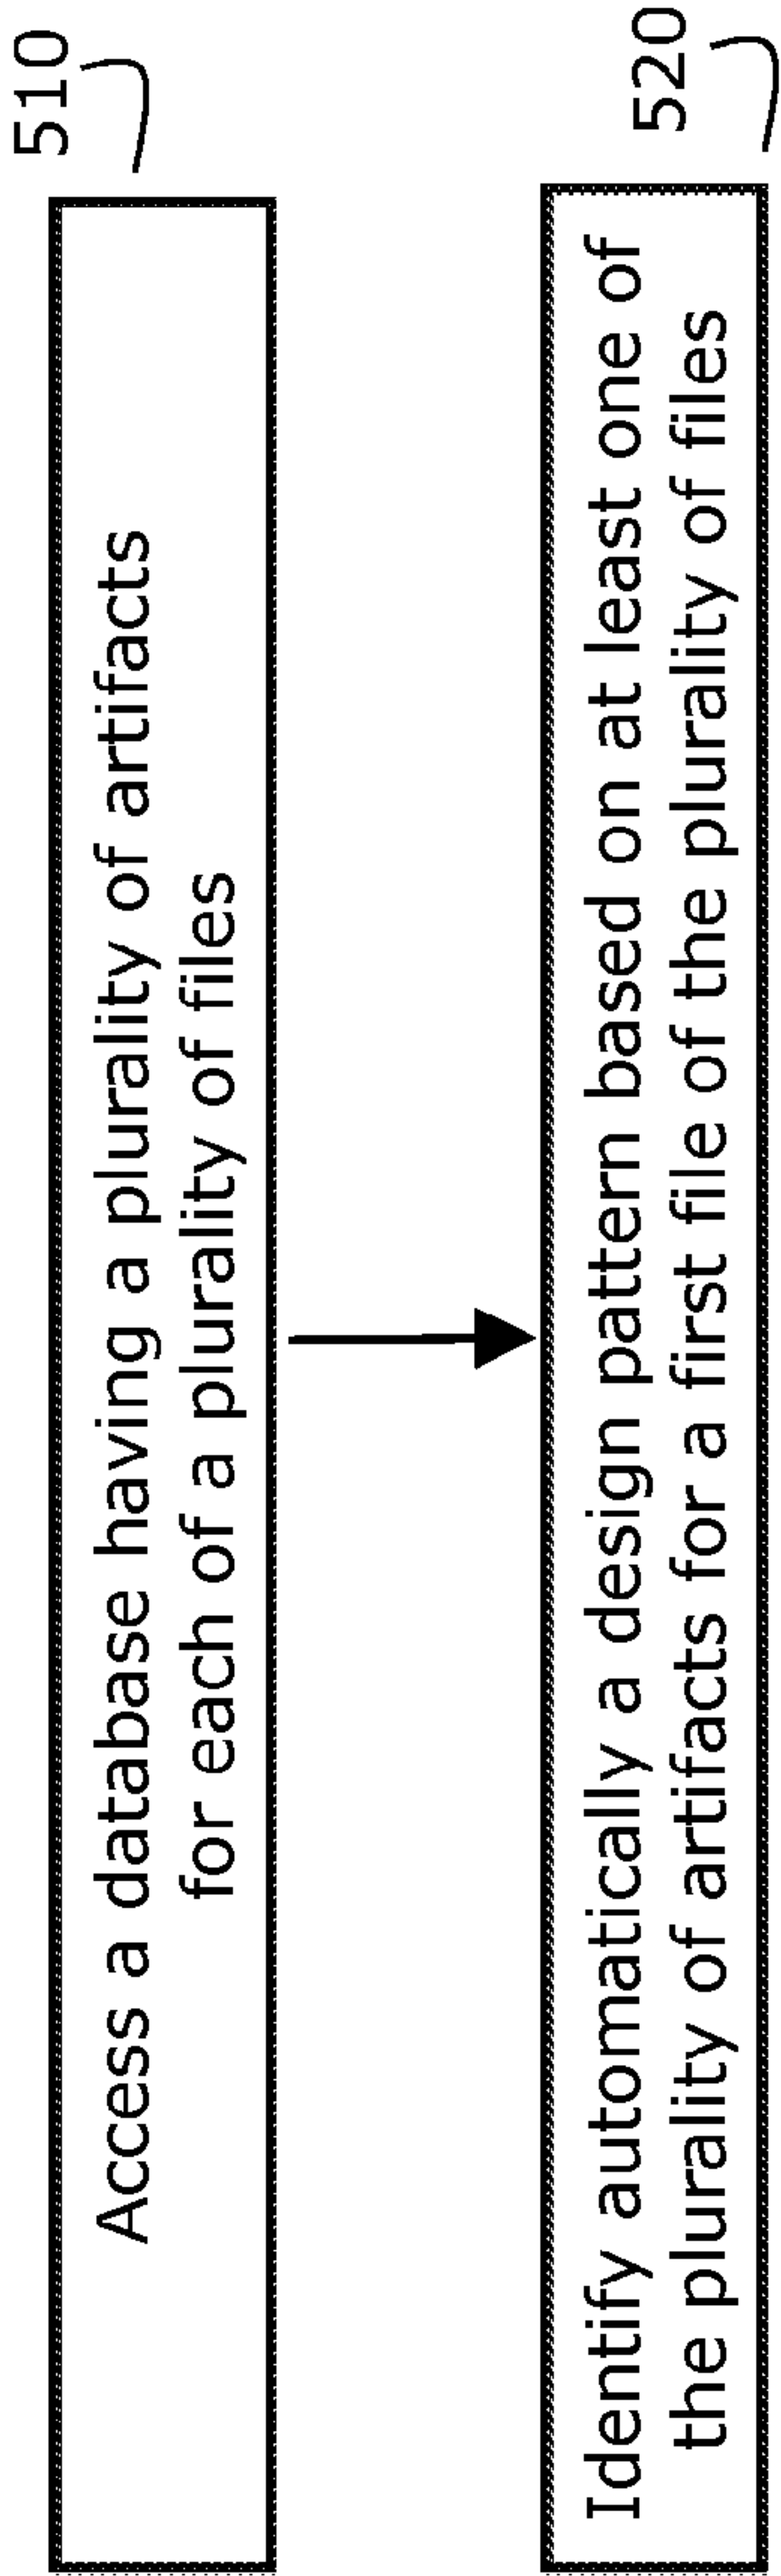 510
Access a database having a plurality of artifacts
for each of a plurality of files
520
Identify automatically a design pattern based on at least one of
the plurality of artifacts for a first file of the plurality of files